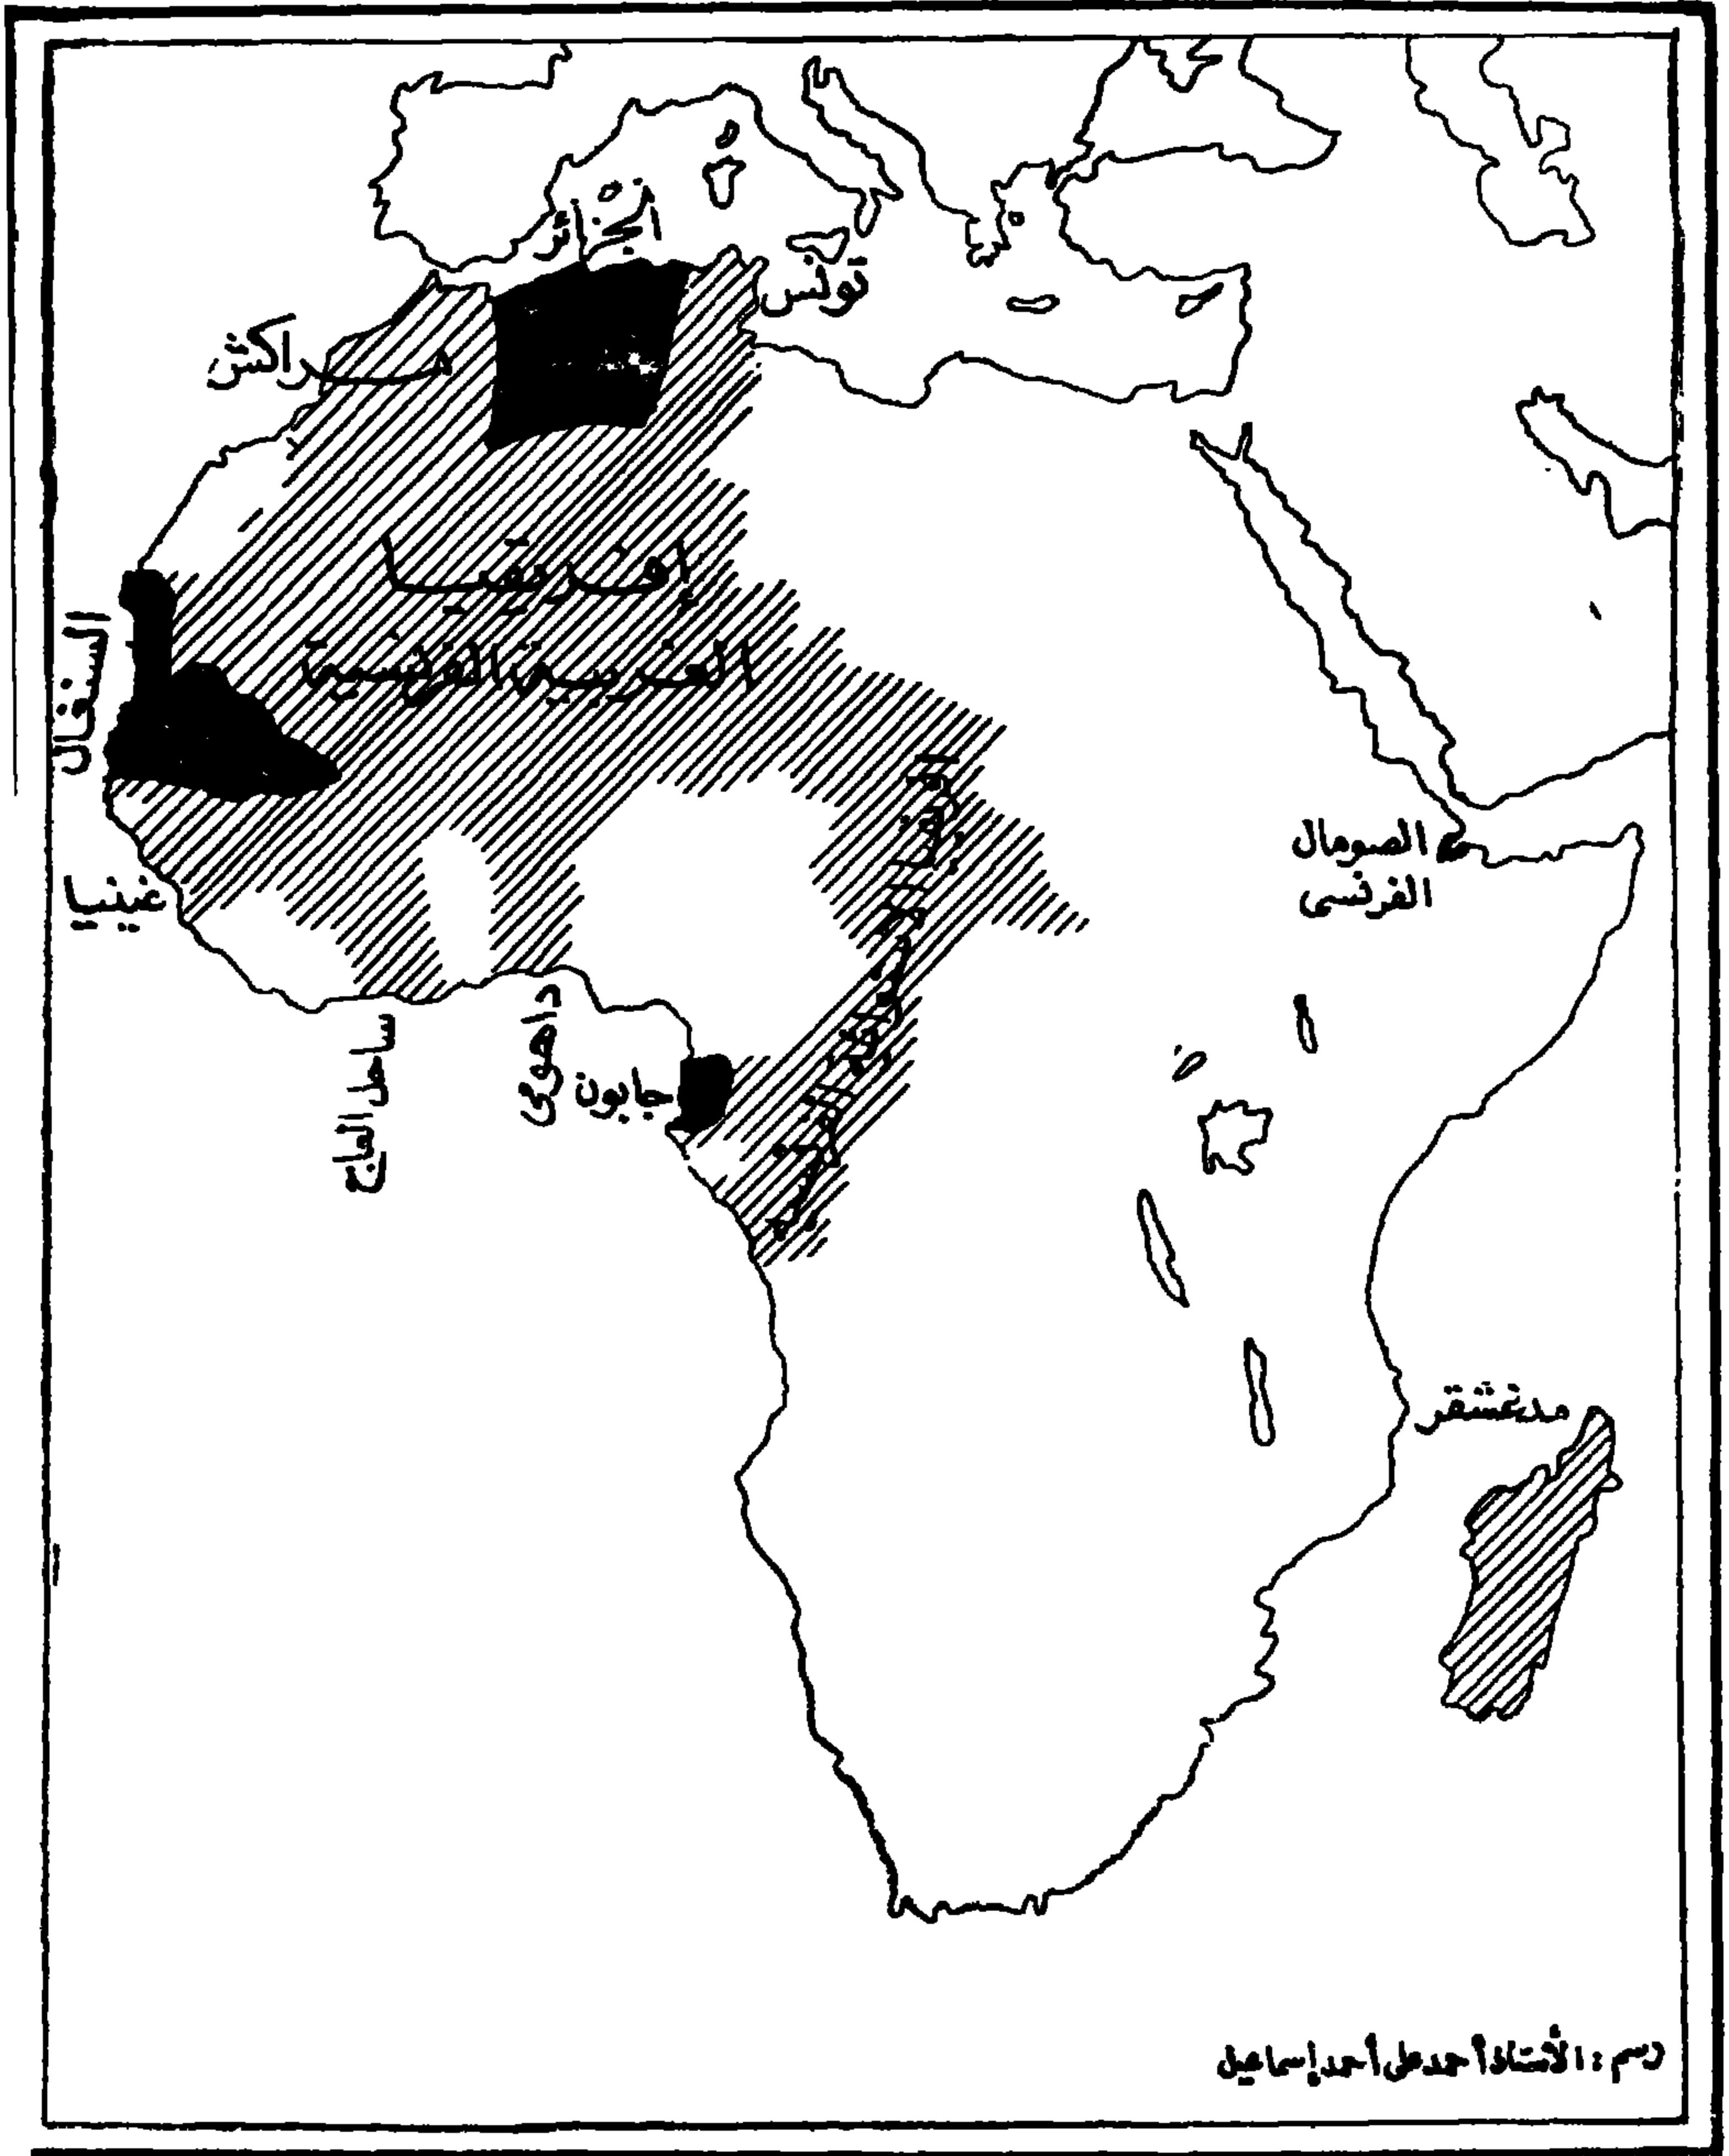 الجزائر
تونس
مراكش
إفريقيا
الغربية الفرنسية
السنغال
غينيا
ساحل العاج
داهومى
جابون
الصومال
الفرنسى
مدغشقر
رسم : الأستاذ أحمد على أحمد إسماعيل